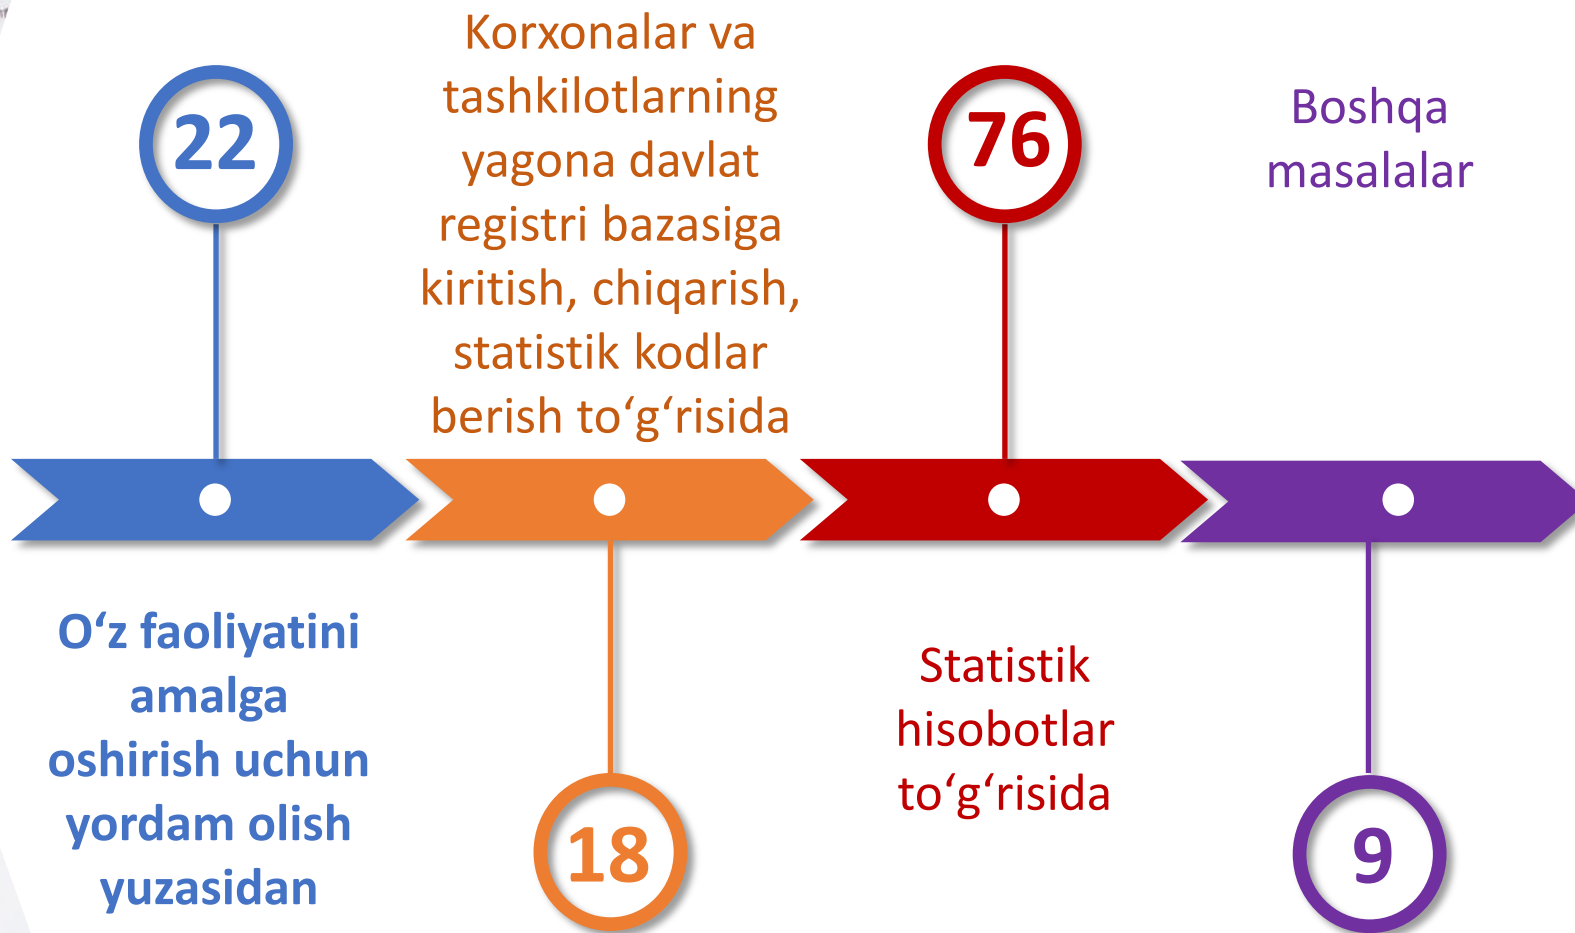 22
O‘z faoliyatini
amalga
oshirish uchun
yordam olish
yuzasidan
Korxonalar va
tashkilotlarning
yagona davlat
registri bazasiga
kiritish, chiqarish,
statistik kodlar
berish to‘g‘risida
18
76
Statistik
hisobotlar
to‘g‘risida
Boshqa
masalalar
9